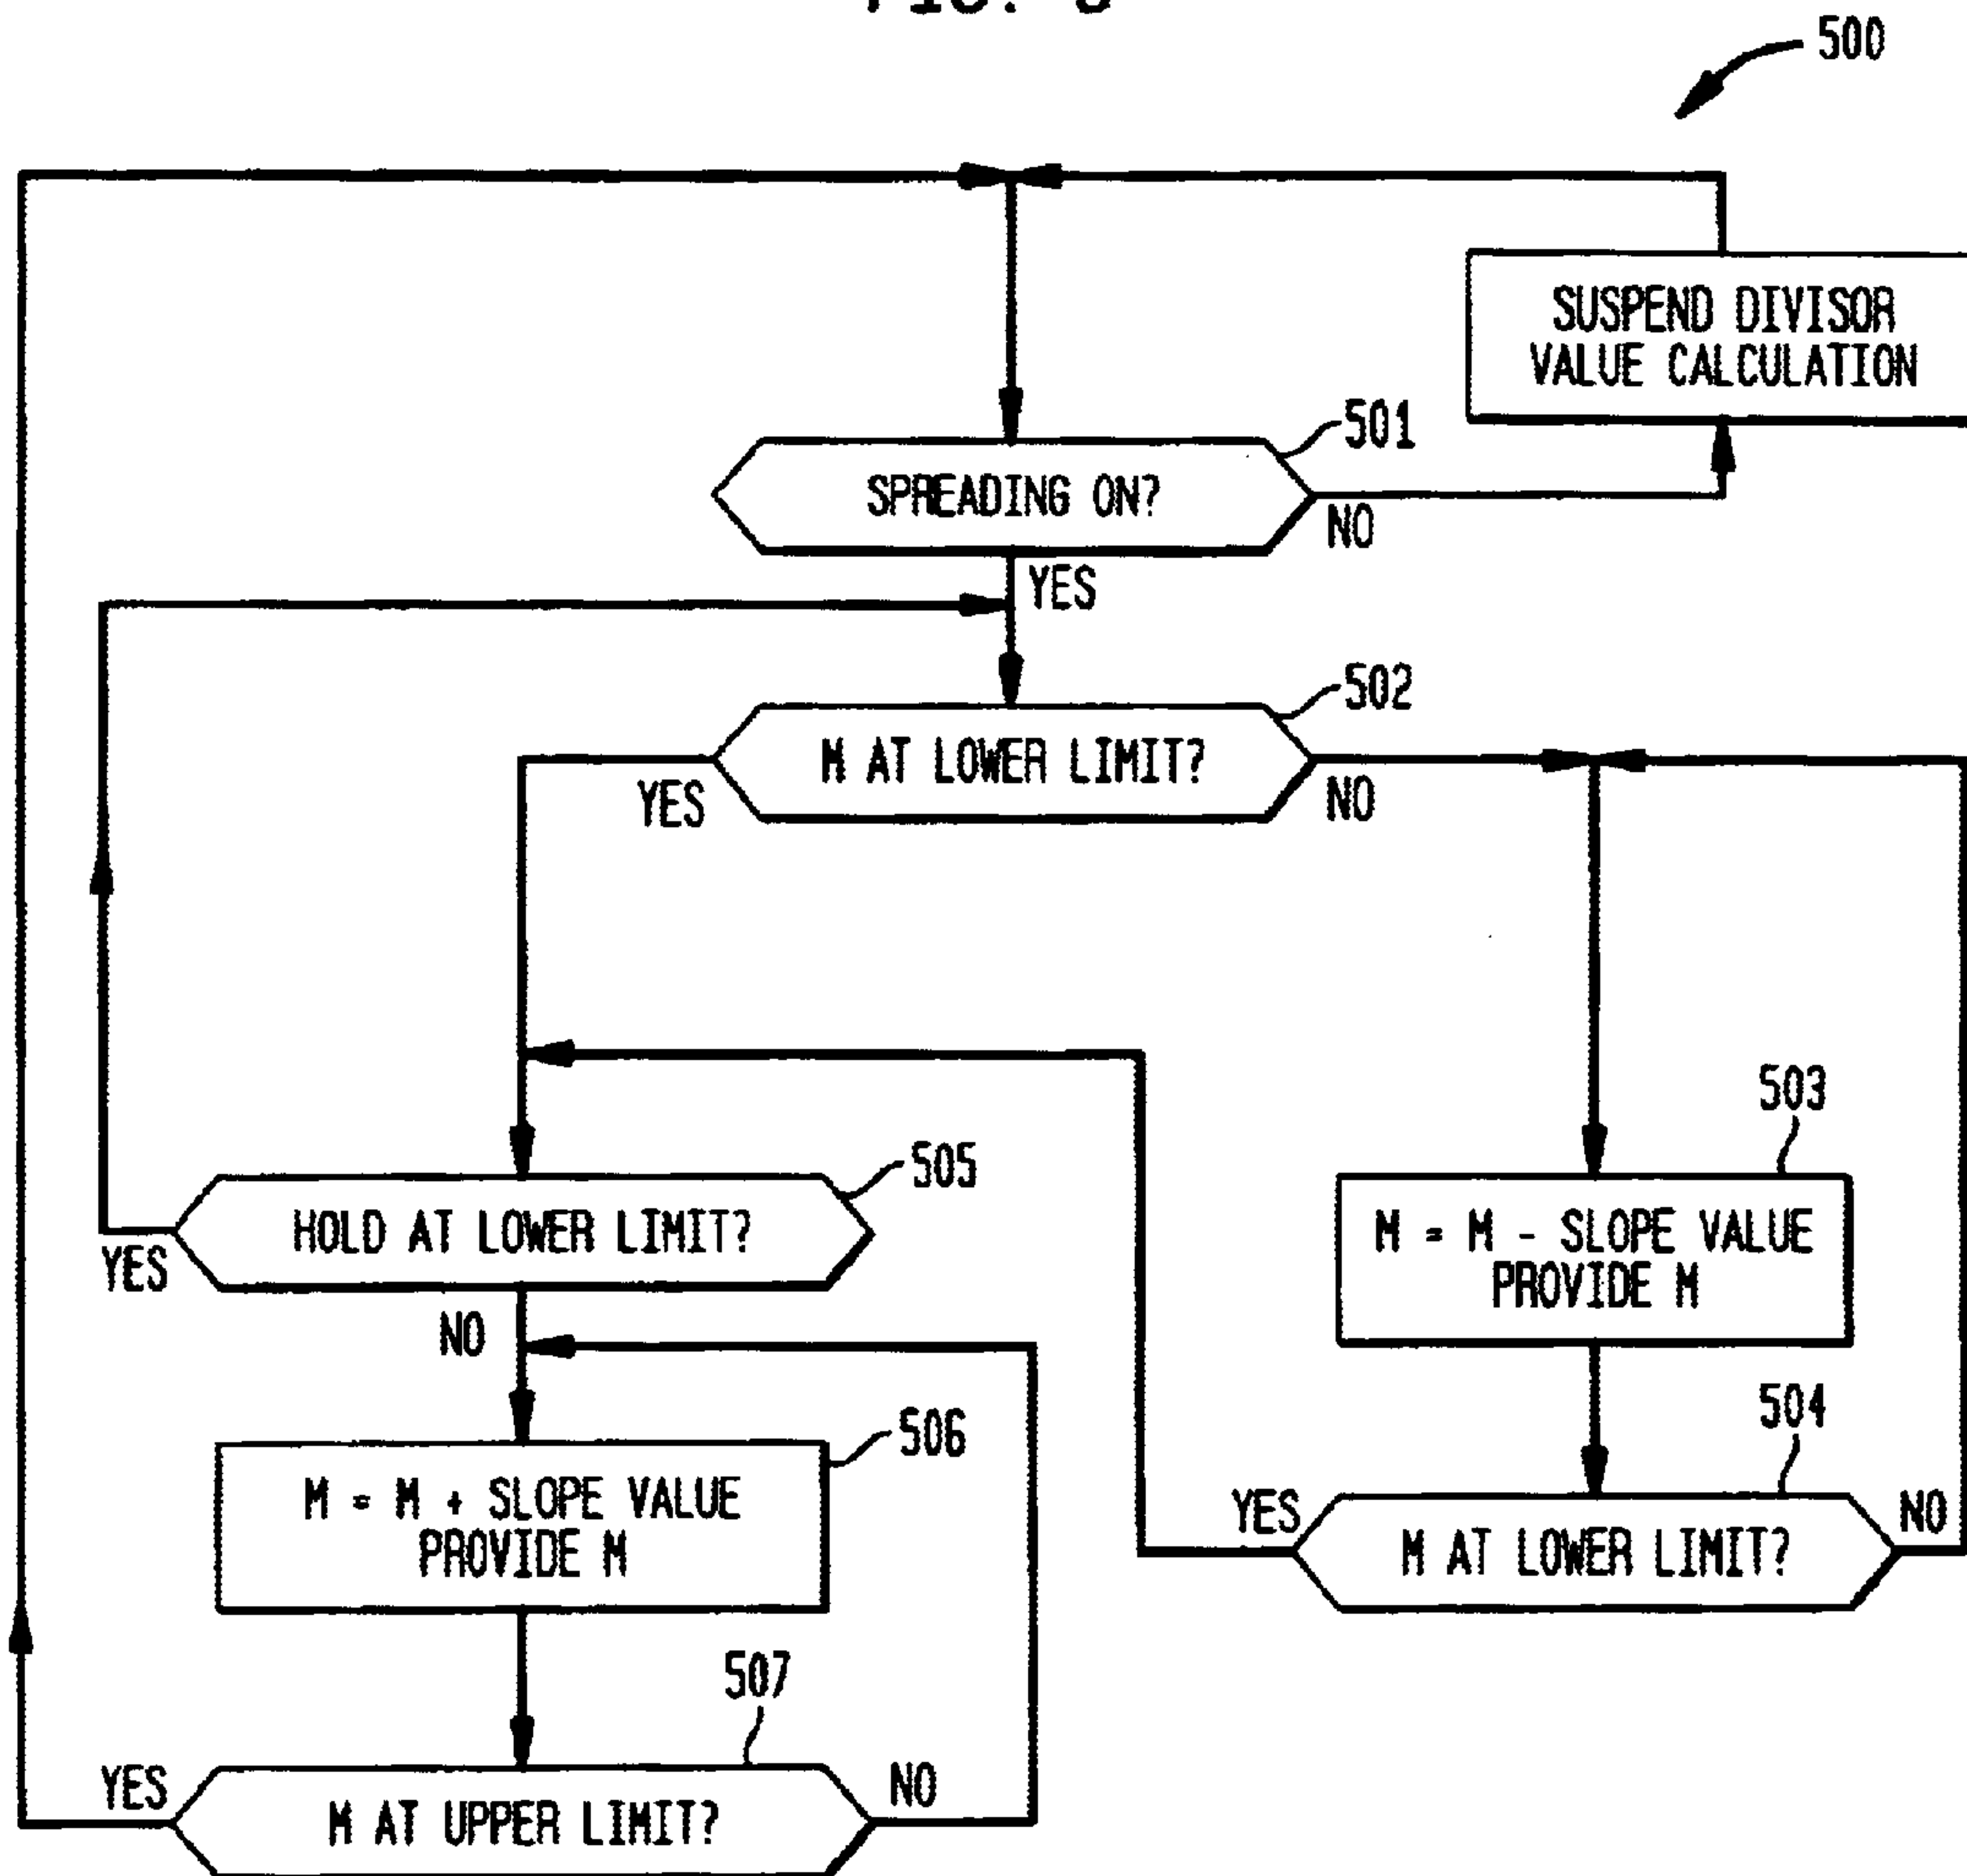 500
SUSPEND DIVISOR
VALUE CALCULATION
501
SPREADING ON?
NO
YES
502
M AT LOWER LIMIT?
YES
NO
503
505
HOLD AT LOWER LIMIT?
YES
NO
M = M - SLOPE VALUE
PROVIDE M
504
506
M = M + SLOPE VALUE
PROVIDE M
YES
NO
M AT LOWER LIMIT?
507
YES
NO
M AT UPPER LIMIT?